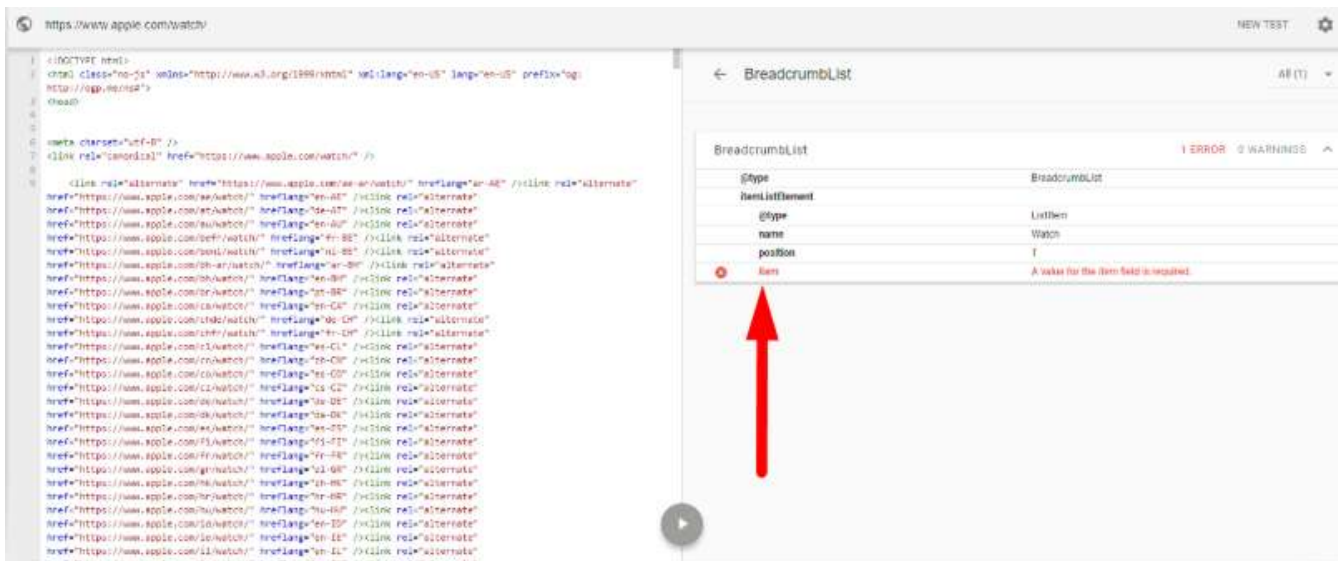 https://www.apple.com/watch/
NEW TEST
1 <!DOCTYPE html>
2 <html class="no-js" xmlns="http://www.w3.org/1999/xhtml" xml:lang="en-US" lang="en-US" prefix="og:
http://ogp.me/ns#">
3 <head>
4
5
6 <meta charset="utf-8" />
7 <link rel="canonical" href="https://www.apple.com/watch/" />
8
9 <link rel="alternate" href="https://www.apple.com/ae-ar/watch/" hreflang="ar-AE" /><link rel="alternate"
href="https://www.apple.com/ae/watch/" hreflang="en-AE" /><link rel="alternate"
href="https://www.apple.com/at/watch/" hreflang="de-AT" /><link rel="alternate"
href="https://www.apple.com/au/watch/" hreflang="en-AU" /><link rel="alternate"
href="https://www.apple.com/befr/watch/" hreflang="fr-BE" /><link rel="alternate"
href="https://www.apple.com/benl/watch/" hreflang="nl-BE" /><link rel="alternate"
href="https://www.apple.com/bh-ar/watch/" hreflang="ar-BH" /><link rel="alternate"
href="https://www.apple.com/bh/watch/" hreflang="en-BH" /><link rel="alternate"
href="https://www.apple.com/br/watch/" hreflang="pt-BR" /><link rel="alternate"
href="https://www.apple.com/ca/watch/" hreflang="en-CA" /><link rel="alternate"
href="https://www.apple.com/chde/watch/" hreflang="de-CH" /><link rel="alternate"
href="https://www.apple.com/chfr/watch/" hreflang="fr-CH" /><link rel="alternate"
href="https://www.apple.com/cl/watch/" hreflang="es-CL" /><link rel="alternate"
href="https://www.apple.com/cn/watch/" hreflang="zh-CN" /><link rel="alternate"
href="https://www.apple.com/co/watch/" hreflang="es-CO" /><link rel="alternate"
href="https://www.apple.com/cz/watch/" hreflang="cs-CZ" /><link rel="alternate"
href="https://www.apple.com/de/watch/" hreflang="de-DE" /><link rel="alternate"
href="https://www.apple.com/dk/watch/" hreflang="da-DK" /><link rel="alternate"
href="https://www.apple.com/es/watch/" hreflang="es-ES" /><link rel="alternate"
href="https://www.apple.com/fi/watch/" hreflang="fi-FI" /><link rel="alternate"
href="https://www.apple.com/fr/watch/" hreflang="fr-FR" /><link rel="alternate"
href="https://www.apple.com/gr/watch/" hreflang="el-GR" /><link rel="alternate"
href="https://www.apple.com/hk/watch/" hreflang="zh-HK" /><link rel="alternate"
href="https://www.apple.com/hr/watch/" hreflang="hr-HR" /><link rel="alternate"
href="https://www.apple.com/hu/watch/" hreflang="hu-HU" /><link rel="alternate"
href="https://www.apple.com/id/watch/" hreflang="en-ID" /><link rel="alternate"
href="https://www.apple.com/ie/watch/" hreflang="en-IE" /><link rel="alternate"
href="https://www.apple.com/il/watch/" hreflang="en-IL" /><link rel="alternate"
BreadcrumbList
All (1)
BreadcrumbList 1 ERROR 0 WARNINGS
@type BreadcrumbList
itemListElement
@type ListItem
name Watch
position 1
item A value for the item field is required.